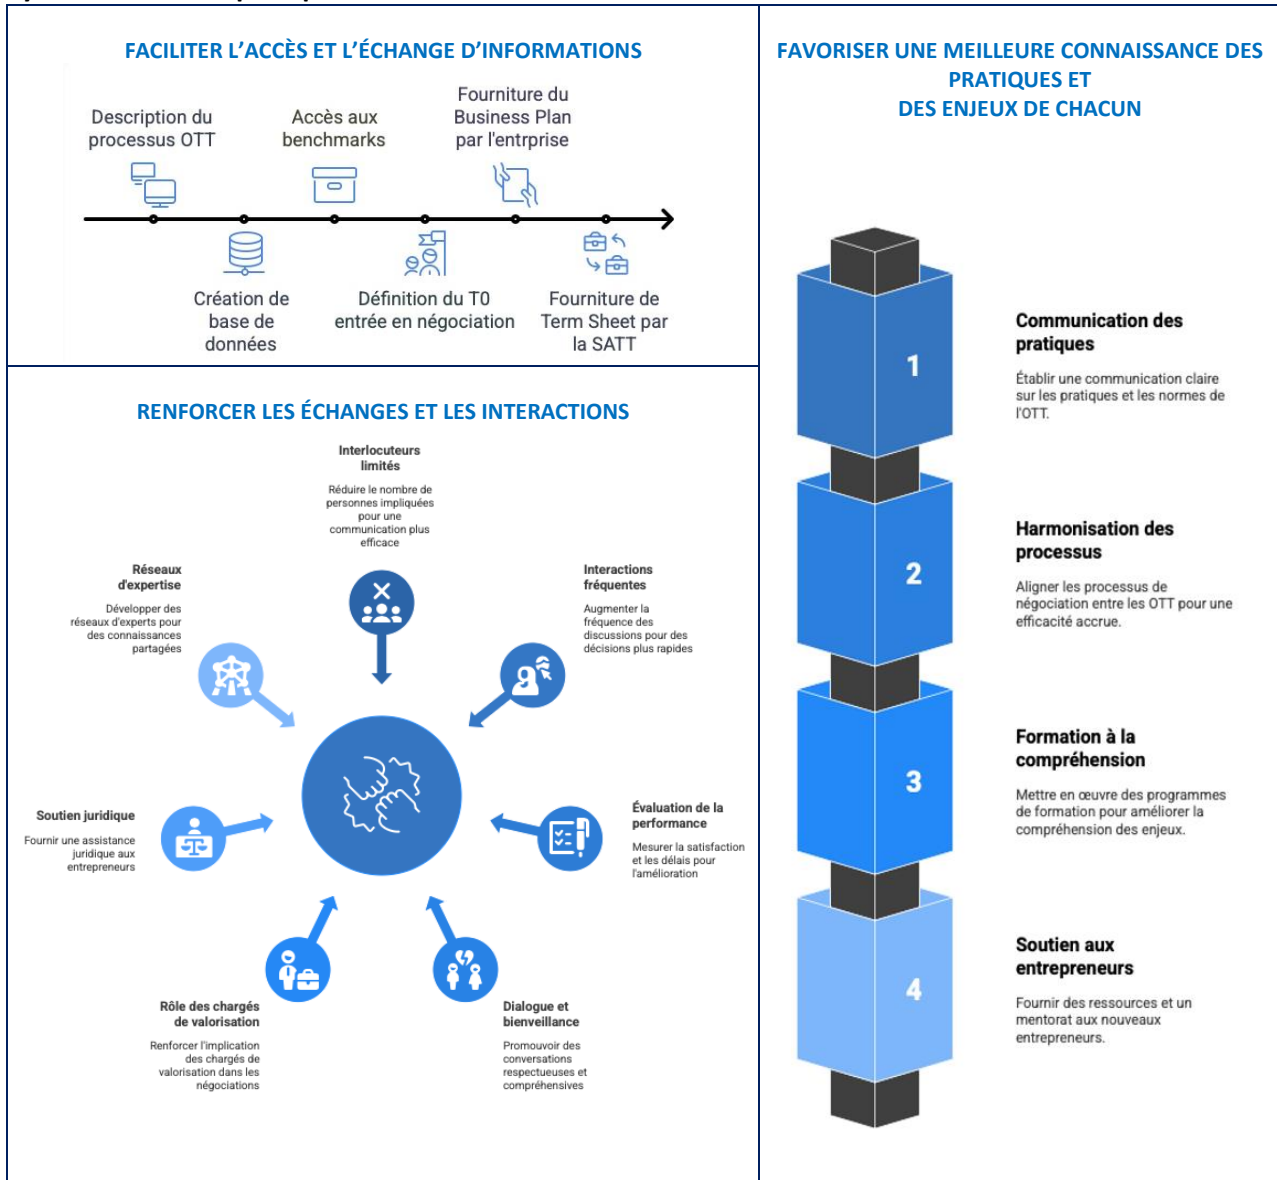 FACILITER L'ACCÈS ET L'ÉCHANGE D'INFORMATIONS
Description du
processus OTT
Accès aux
benchmarks
Fourniture du
Business Plan
par l'entrprise
Création de
base de
données
Définition du T0
entrée en négociation
Fourniture de
Term Sheet par
la SATT
RENFORCER LES ÉCHANGES ET LES INTERACTIONS
Interlocuteurs
limités
Réduire le nombre de
personnes impliquées
pour une
communication plus
efficace
Réseaux
d'expertise
Développer des
réseaux d'experts pour
des connaissances
partagées
Interactions
fréquentes
Augmenter la
fréquence des
discussions pour des
décisions plus rapides
Soutien juridique
Fournir une assistance
juridique aux
entrepreneurs
Évaluation de la
performance
Mesurer la satisfaction
et les délais pour
l'amélioration
Rôle des chargés
de valorisation
Renforcer l'implication
des chargés de
valorisation dans les
négociations
Dialogue et
bienveillance
Promouvoir des
conversations
respectueuses et
compréhensives
FAVORISER UNE MEILLEURE CONNAISSANCE DES
PRATIQUES ET
DES ENJEUX DE CHACUN
1
Communication des
pratiques
Établir une communication claire
sur les pratiques et les normes de
l'OTT.
2
Harmonisation des
processus
Aligner les processus de
négociation entre les OTT pour une
efficacité accrue.
3
Formation à la
compréhension
Mettre en œuvre des programmes
de formation pour améliorer la
compréhension des enjeux.
4
Soutien aux
entrepreneurs
Fournir des ressources et un
mentorat aux nouveaux
entrepreneurs.